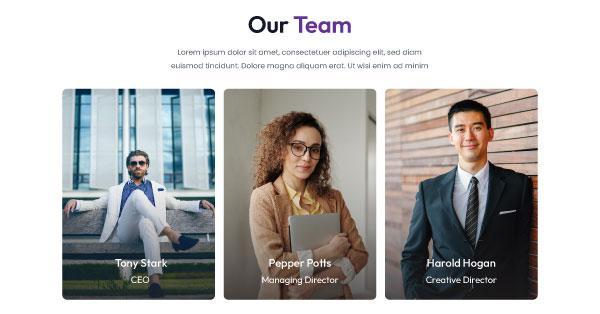 Our Team
Lorem ipsum dolor sit amet, consectetuer adipiscing elit, sed diam
euismod tincidunt. Dolore magna aliquam erat. Ut wisi enim ad minim
Tony Stark
CEO
Pepper Potts
Managing Director
Harold Hogan
Creative Director